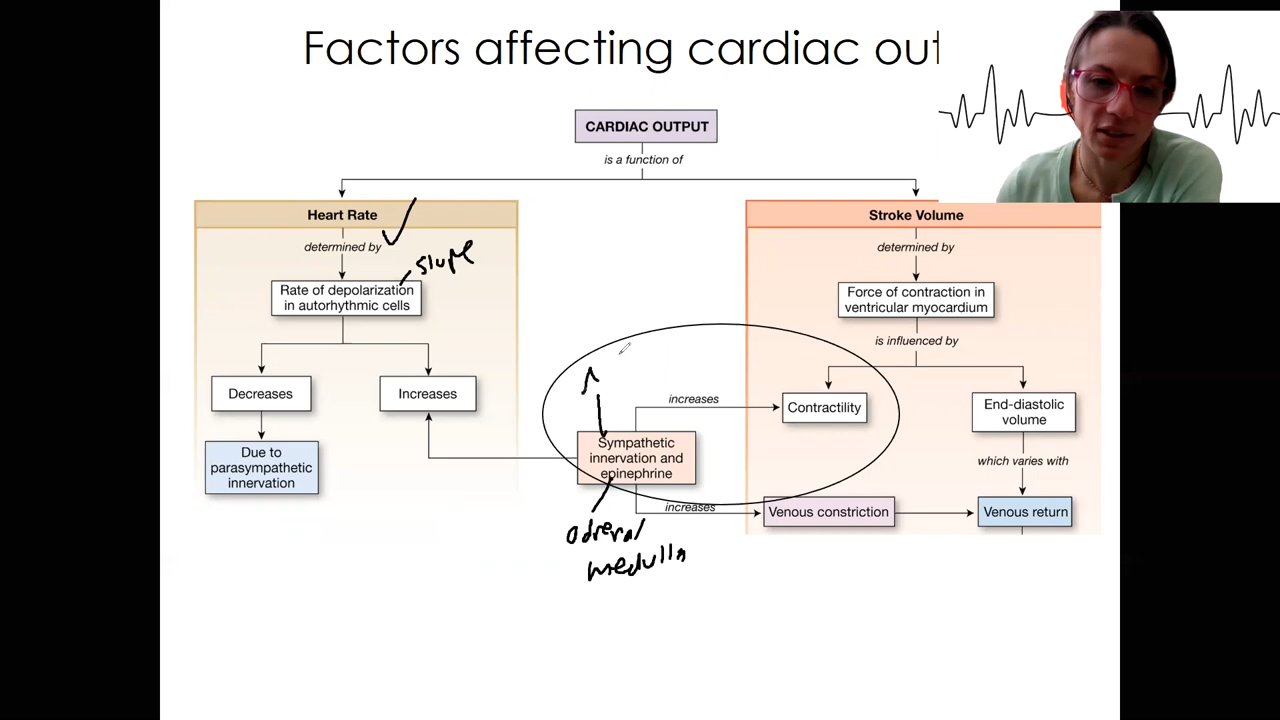 Factors affecting cardiac out
CARDIAC OUTPUT
is a function of
Heart Rate
determined by
slope
Rate of depolarization
in autorhythmic cells
Decreases
Increases
Due to
parasympathetic
innervation
Stroke Volume
determined by
Force of contraction in
ventricular myocardium
is influenced by
increases
Contractility
End-diastolic
volume
Sympathetic
innervation and
epinephrine
which varies with
increases
Venous constriction
Venous return
adrenal
medulla